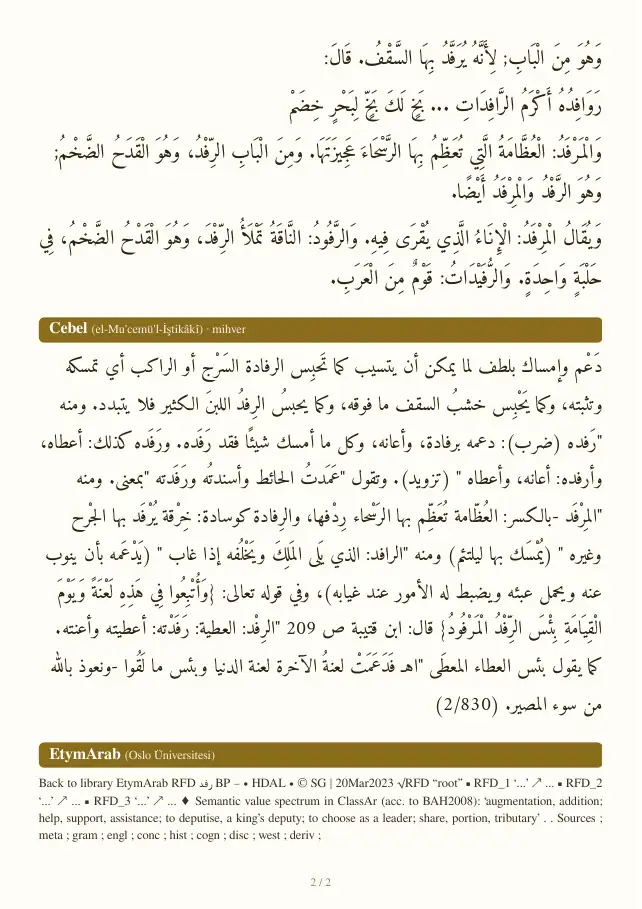 وَهُوَ مِنَ الْبَابِ; لِأَنَّهُ يُرَفَّدُ بِهَا السَّقْفُ. قَالَ:
رَوَافِدُهُ أَكْرَمُ الرَّافِدَاتِ ... بَخٍ لَكَ بَخٍّ لِبَحْرٍ خِضَمْ
وَالْمَرْفَدُ: الْعُظَّامَةُ الَّتِي تُعَظِّمُ بِهَا الرَّسْحَاءَ عَجِيزَتَهَا. وَمِنَ الْبَابِ الرِّفْدُ، وَهُوَ الْقَدَحُ الضَّخْمُ;
وَهُوَ الرَّفْدُ وَالْمِرْفَدُ أَيْضًا.
وَيُقَالُ الْمِرْفَدُ: الْإِنَاءُ الَّذِي يُقْرَى فِيهِ. وَالرَّفُودُ: النَّاقَةُ تَمْلَأُ الرِّفْدَ، وَهُوَ الْقَدْحُ الضَّخْمُ، فِي
حَلْبَةٍ وَاحِدَةٍ. وَالرُّفَيْدَاتُ: قَوْمٌ مِنَ الْعَرَبِ.
Cebel (el-Mu'cemü'l-İştikâkî) · mihver
دَعْم وإمساك بلطف لما يمكن أن يتسيب كما تَحبِس الرفادة السَرْج أو الراكب أي تمسكه
وتثبته، وكما يَحْبِس خشبُ السقف ما فوقه، وكما يحبسُ الرِفدُ اللبنَ الكثير فلا يتبدد. ومنه
"رَفده (ضرب): دعمه برفادة، وأعانه، وكل ما أمسك شيئًا فقد رَفَده. ورَفَده كذلك: أعطاه،
وأرفده: أعانه، وأعطاه " (تزويد). وتقول "عَمَدتُ الحائط وأسندتُه ورَفَدته "بمعنى. ومنه
"المِرْفَد -بالكسر: العُظّامة تُعَظِّم بها الرَسْحاء رِدْفها، والرِفادة كوسادة: خِرْقة يُرْفَد بها الجُرْح
وغيره " (يُمْسَك بها ليلتئم) ومنه "الرافد: الذي يَلَى المَلِكَ ويَخْلُفه إذا غاب " (يَدْعَمه بأن ينوب
عنه ويحمل عبئه ويضبط له الأمور عند غيابه)، وفي قوله تعالى: {وَأُتْبِعُوا فِي هَذِهِ لَعْنَةً وَيَوْمَ
الْقِيَامَةِ بِئْسَ الرِّفْدُ الْمَرْفُودُ} قال: ابن قتيبة ص 209 "الرِفْد: العطية: رَفَدْته: أعطيته وأعنته.
كما يقول بئس العطاء المعطَى "اهـ فَدَعَمَتْ لعنةُ الآخرة لعنة الدنيا وبئس ما لَقُوا -ونعوذ بالله
من سوء المصير. (2/830)
EtymArab (Oslo Üniversitesi)
Back to library EtymArab RFD رفد BP – • HDAL • © SG | 20Mar2023 √RFD “root” ▪ RFD_1 ‘...’ ↗ ... ▪ RFD_2
‘...’ ↗ ... ▪ RFD_3 ‘...’ ↗ ... ♦ Semantic value spectrum in ClassAr (acc. to BAH2008): ‘augmentation, addition;
help, support, assistance; to deputise, a king’s deputy; to choose as a leader; share, portion, tributary’ . . Sources ;
meta ; gram ; engl ; conc ; hist ; cogn ; disc ; west ; deriv ;
2 / 2